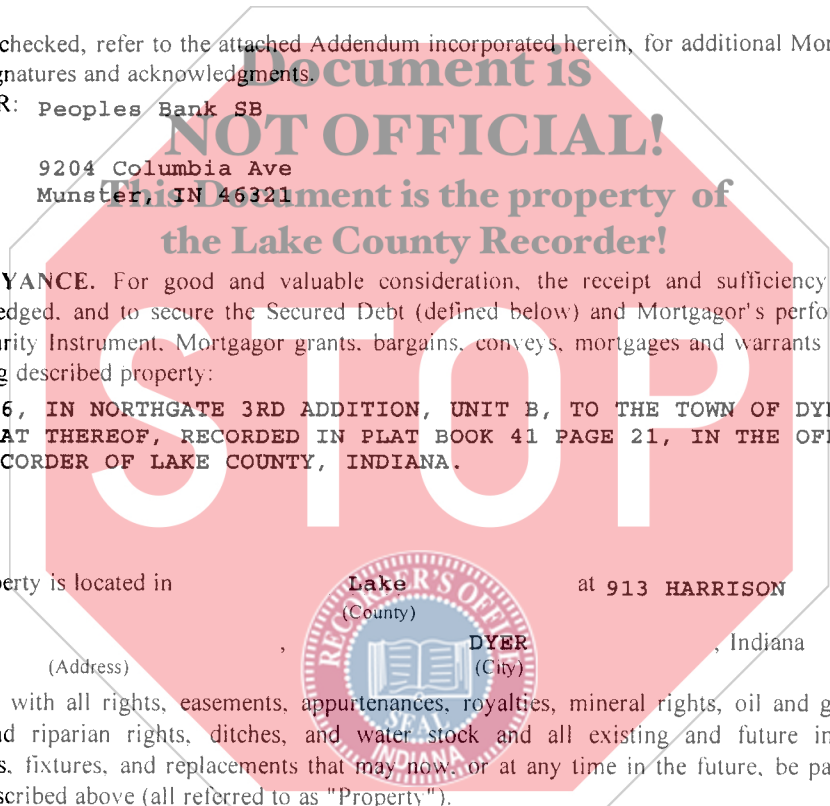 checked, refer to the attached Addendum incorporated herein, for additional Mor
gnatures and acknowledgments.
Document is
R: Peoples Bank SB
NOT OFFICIAL!
9204 Columbia Ave
Munster, IN 46321
This Document is the property of
the Lake County Recorder!
YANCE. For good and valuable consideration, the receipt and sufficiency
edged, and to secure the Secured Debt (defined below) and Mortgagor's perfo
urity Instrument, Mortgagor grants, bargains, conveys, mortgages and warrants
g described property:
6, IN NORTHGATE 3RD ADDITION, UNIT B, TO THE TOWN OF DYE
AT THEREOF, RECORDED IN PLAT BOOK 41 PAGE 21, IN THE OFF
CORDER OF LAKE COUNTY, INDIANA.
STOP
perty is located in Lake at 913 HARRISON
(County)
, DYER , Indiana
(Address) (City)
RECORDER'S OFFICE
SEAL
INDIANA
with all rights, easements, appurtenances, royalties, mineral rights, oil and g
nd riparian rights, ditches, and water stock and all existing and future in
s, fixtures, and replacements that may now, or at any time in the future, be pa
scribed above (all referred to as "Property").